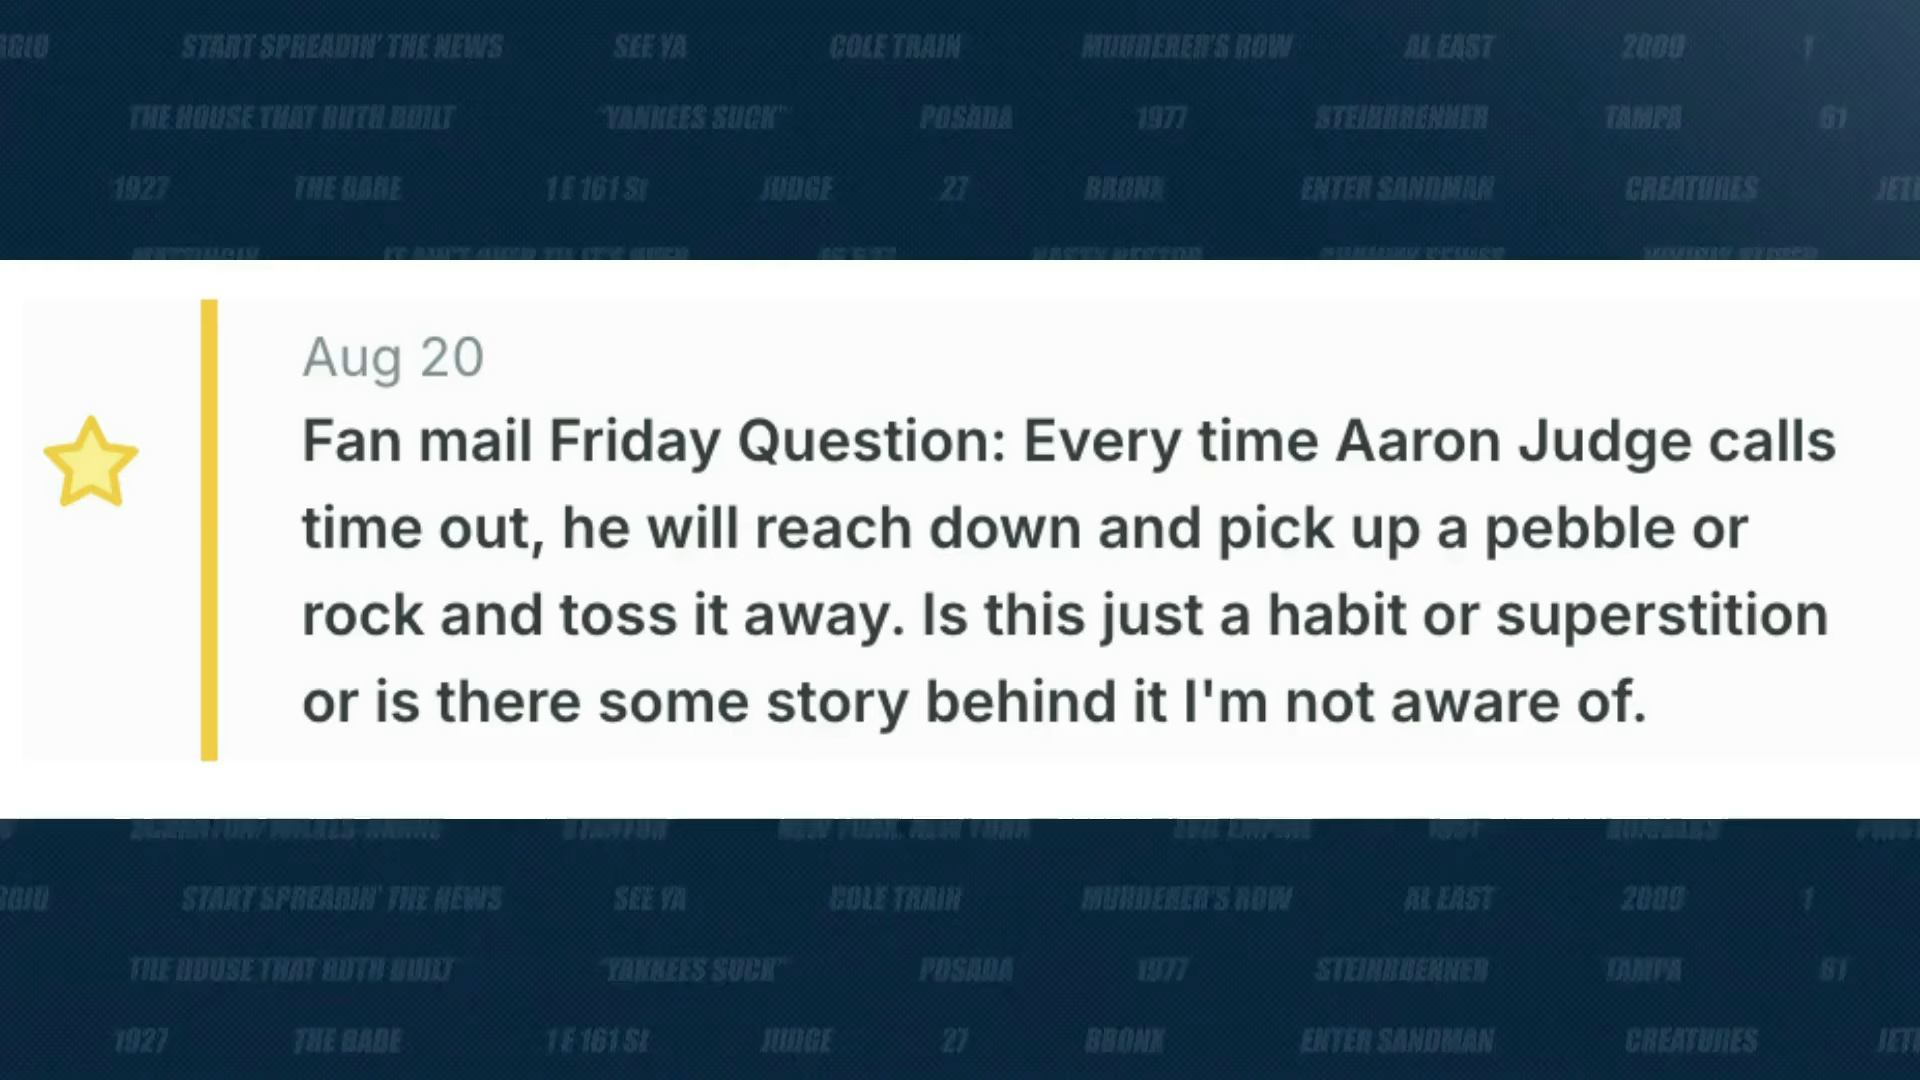 START SPREADIN' THE NEWS SEE YA COLE TRAIN MURDERER'S ROW AL EAST 2009 1
THE HOUSE THAT RUTH BUILT "YANKEES SUCK" POSADA 1977 STEINBRENNER TAMPA 61
1927 THE BABE 1 E 161 St JUDGE 27 BRONX ENTER SANDMAN CREATURES
Aug 20
Fan mail Friday Question: Every time Aaron Judge calls
time out, he will reach down and pick up a pebble or
rock and toss it away. Is this just a habit or superstition
or is there some story behind it I'm not aware of.
START SPREADIN' THE NEWS SEE YA COLE TRAIN MURDERER'S ROW AL EAST 2009 1
THE HOUSE THAT RUTH BUILT "YANKEES SUCK" POSADA 1977 STEINBRENNER TAMPA 61
1927 THE BABE 1 E 161 St JUDGE 27 BRONX ENTER SANDMAN CREATURES